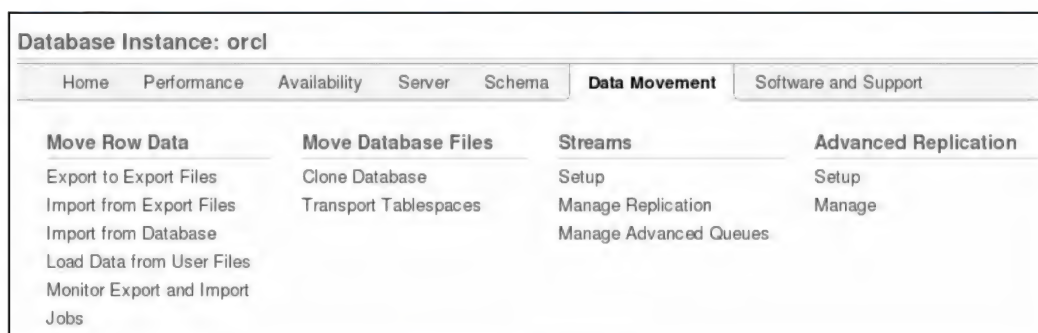 Database Instance: orcl
Home Performance Availability Server Schema Data Movement Software and Support
Move Row Data
Export to Export Files
Import from Export Files
Import from Database
Load Data from User Files
Monitor Export and Import
Jobs
Move Database Files
Clone Database
Transport Tablespaces
Streams
Setup
Manage Replication
Manage Advanced Queues
Advanced Replication
Setup
Manage